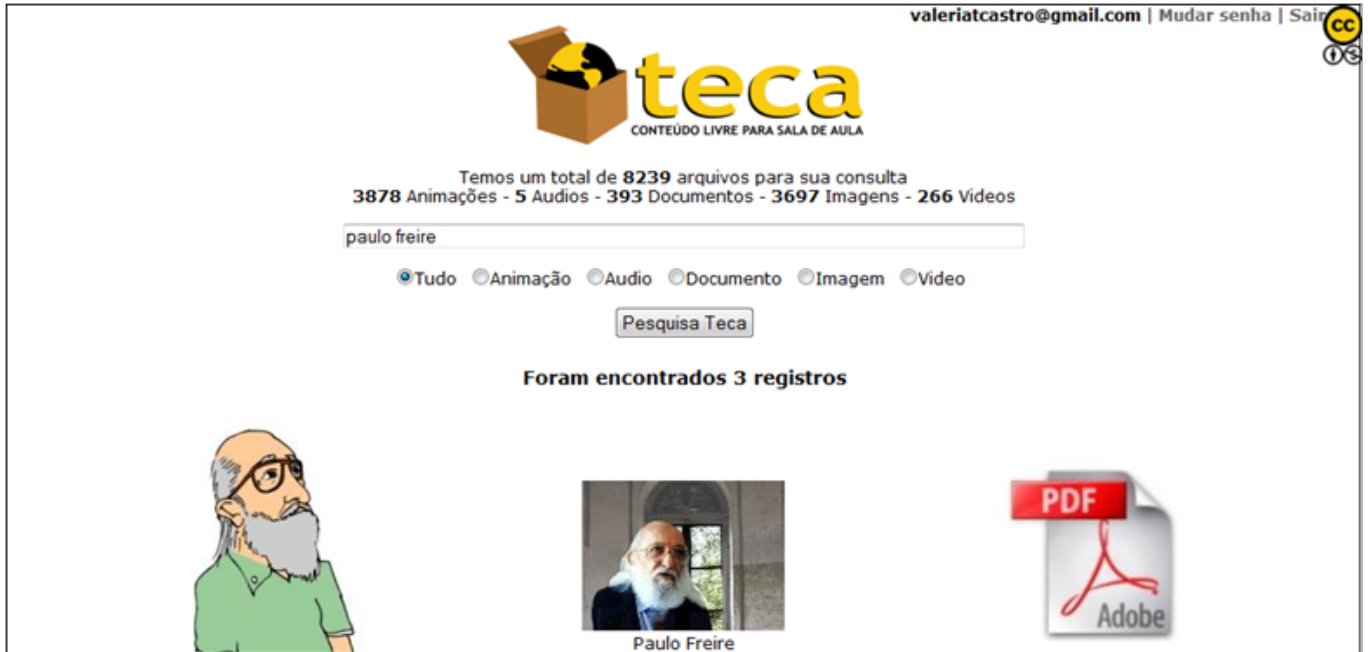 valeriatcastro@gmail.com | Mudar senha | Sair
cc
teca
CONTEÚDO LIVRE PARA SALA DE AULA
Temos um total de 8239 arquivos para sua consulta
3878 Animações - 5 Audios - 393 Documentos - 3697 Imagens - 266 Videos
paulo freire
Tudo Animação Audio Documento Imagem Video
Pesquisa Teca
Foram encontrados 3 registros
PDF
Adobe
Paulo Freire